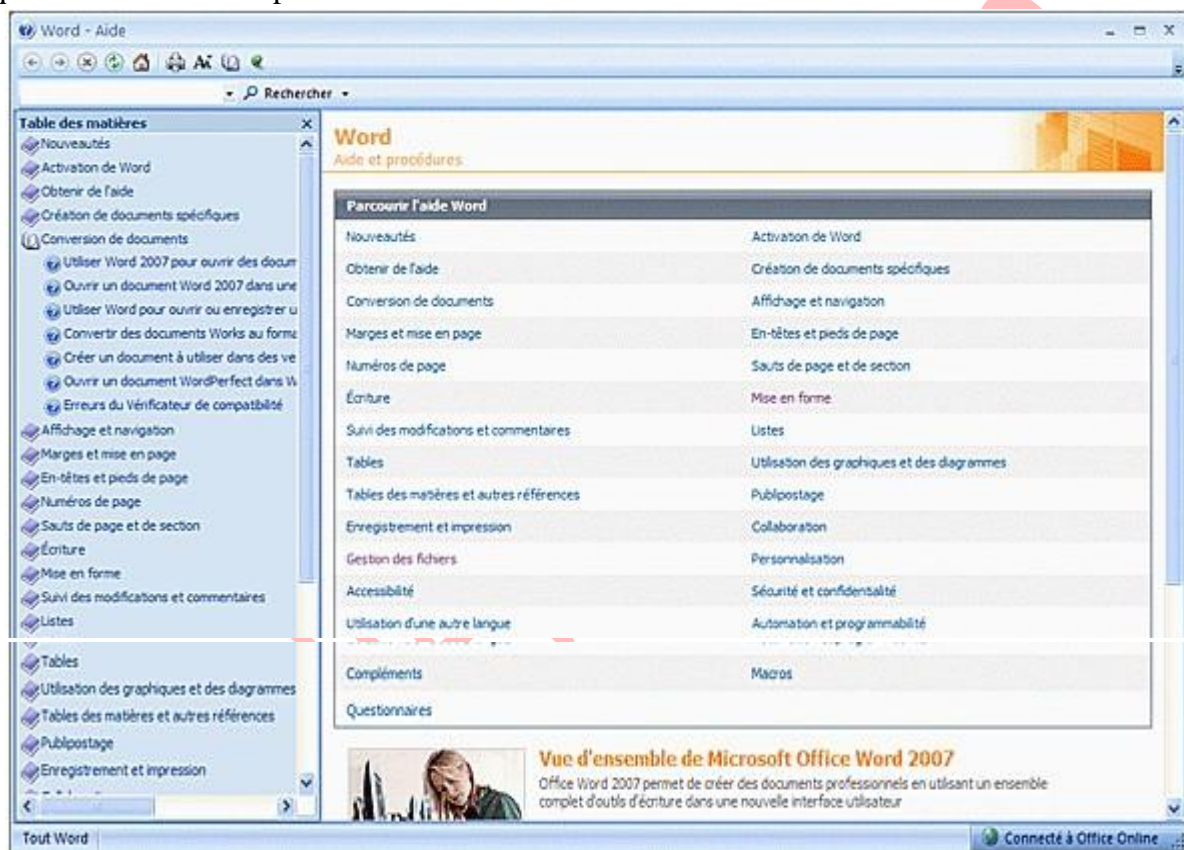 Word - Aide
Rechercher
Table des matières
Nouveautés
Activation de Word
Obtenir de l'aide
Création de documents spécifiques
Conversion de documents
Utiliser Word 2007 pour ouvrir des docum
Ouvrir un document Word 2007 dans une
Utiliser Word pour ouvrir ou enregistrer u
Convertir des documents Works au forma
Créer un document à utiliser dans des ve
Ouvrir un document WordPerfect dans W
Erreurs du Vérificateur de compatibilité
Affichage et navigation
Marges et mise en page
En-têtes et pieds de page
Numéros de page
Sauts de page et de section
Écriture
Mise en forme
Suivi des modifications et commentaires
Listes
Tables
Utilisation des graphiques et des diagrammes
Tables des matières et autres références
Publipostage
Enregistrement et impression
Word
Aide et procédures
Parcourir l'aide Word
Nouveautés Activation de Word
Obtenir de l'aide Création de documents spécifiques
Conversion de documents Affichage et navigation
Marges et mise en page En-têtes et pieds de page
Numéros de page Sauts de page et de section
Écriture Mise en forme
Suivi des modifications et commentaires Listes
Tables Utilisation des graphiques et des diagrammes
Tables des matières et autres références Publipostage
Enregistrement et impression Collaboration
Gestion des fichiers Personnalisation
Accessibilité Sécurité et confidentialité
Utilisation d'une autre langue Automation et programmabilité
Compléments Macros
Questionnaires
Vue d'ensemble de Microsoft Office Word 2007
Office Word 2007 permet de créer des documents professionnels en utilisant un ensemble
complet d'outils d'écriture dans une nouvelle interface utilisateur
Tout Word
Connecté à Office Online